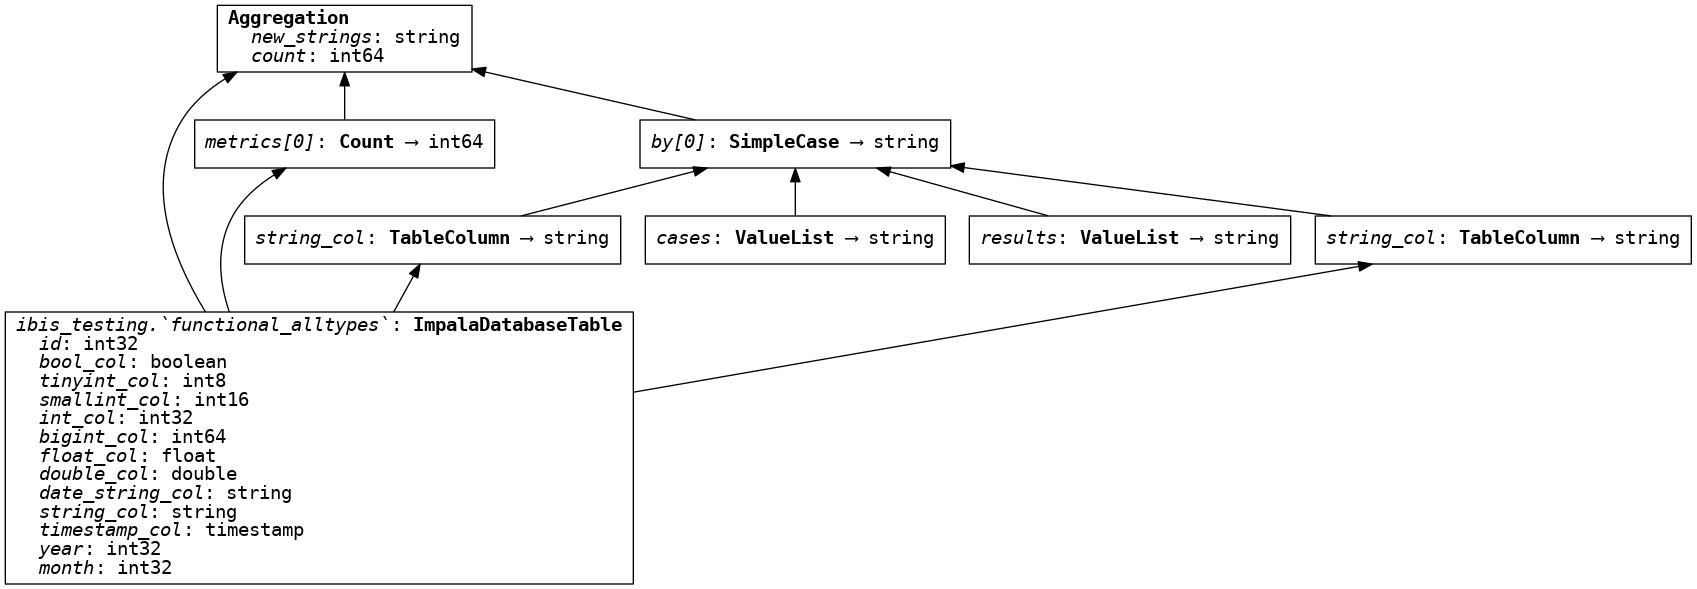 Aggregation
new_strings: string
count: int64
metrics[0]: Count → int64
by[0]: SimpleCase → string
string_col: TableColumn → string
cases: ValueList → string
results: ValueList → string
string_col: TableColumn → string
ibis_testing.`functional_alltypes`: ImpalaDatabaseTable
id: int32
bool_col: boolean
tinyint_col: int8
smallint_col: int16
int_col: int32
bigint_col: int64
float_col: float
double_col: double
date_string_col: string
string_col: string
timestamp_col: timestamp
year: int32
month: int32